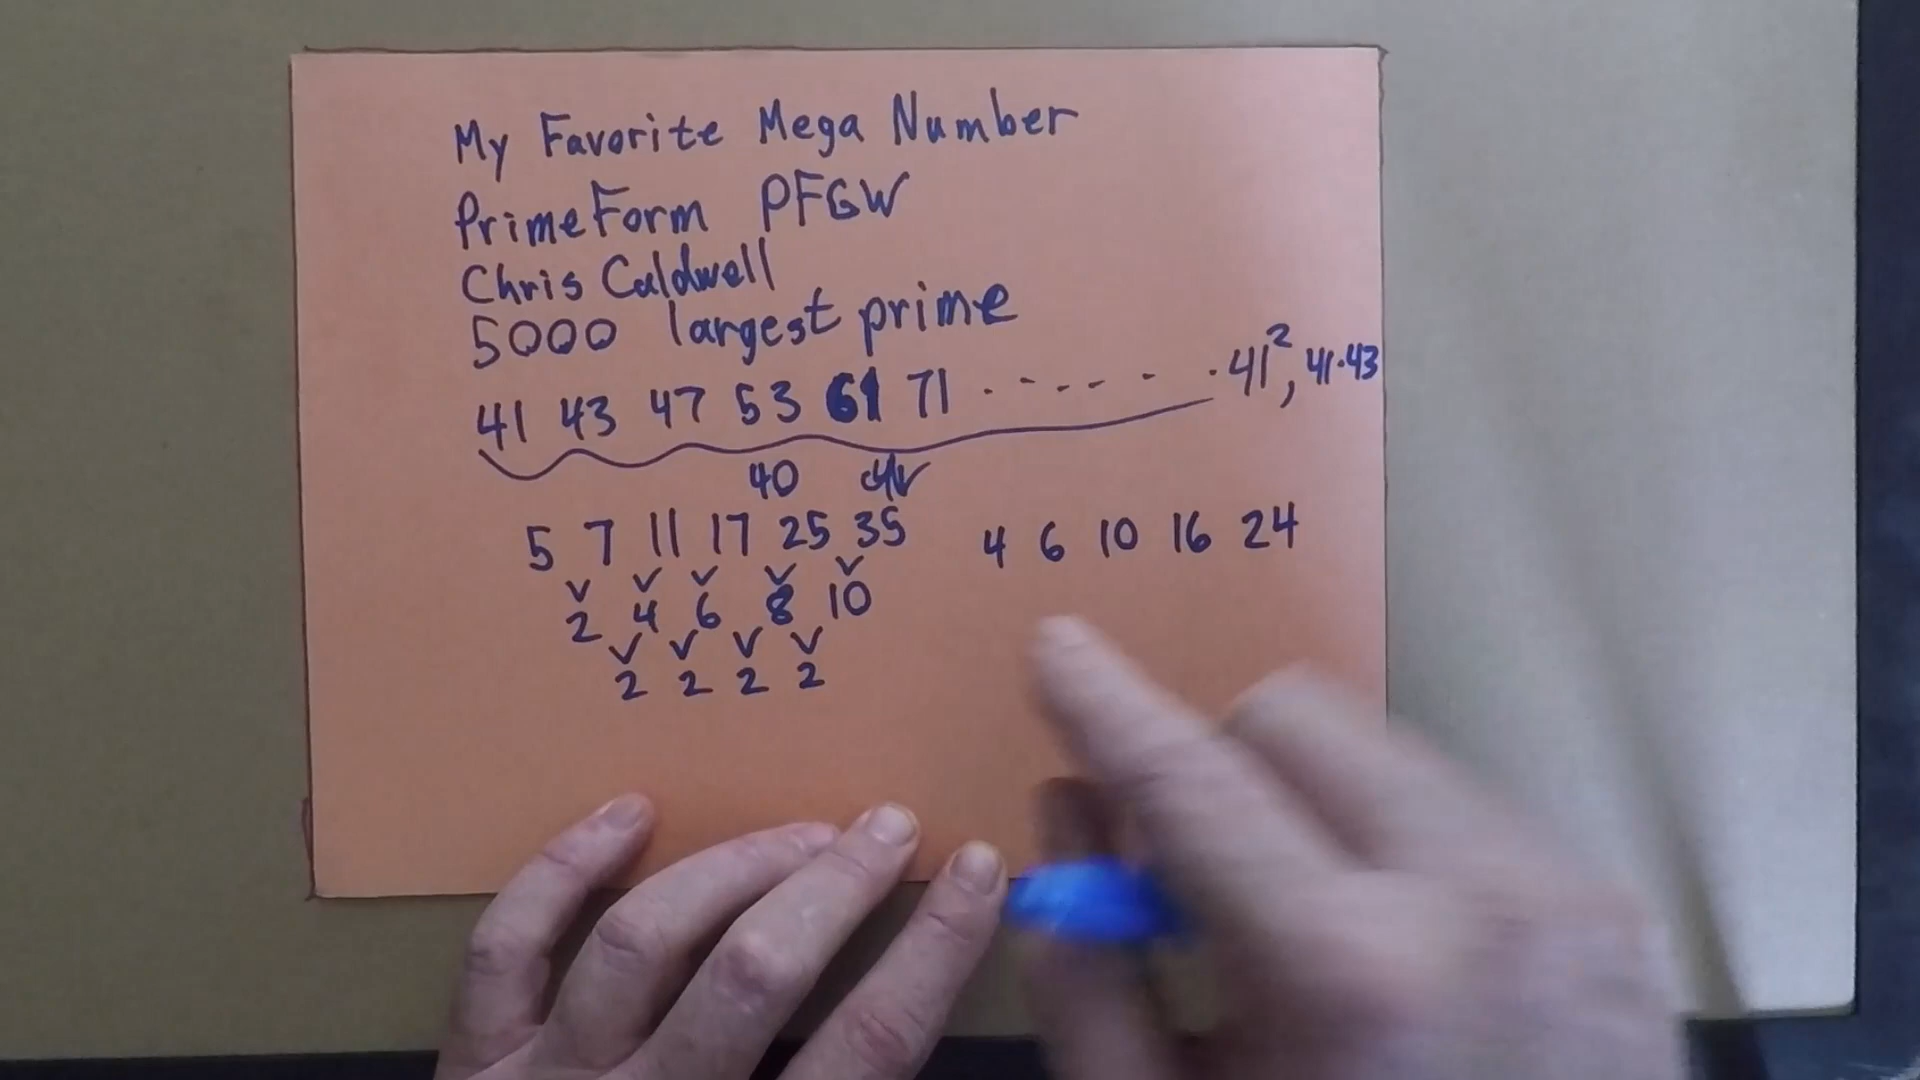 My Favorite Mega Number
PrimeForm PFGW
Chris Caldwell
5000 largest prime
41 43 47 53 61 71 . - - - - . 41², 41·43
40
5 7 11 17 25 35 4 6 10 16 24
2 4 6 8 10
2 2 2 2